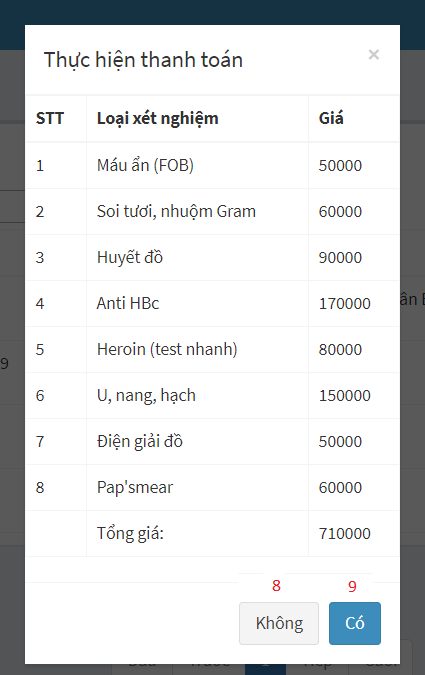 Thực hiện thanh toán ×
STT Loại xét nghiệm Giá
1 Máu ẩn (FOB) 50000
2 Soi tươi, nhuộm Gram 60000
3 Huyết đồ 90000
4 Anti HBc 170000
ân
5 Heroin (test nhanh) 80000
9
6 U, nang, hạch 150000
7 Điện giải đồ 50000
8 Pap'smear 60000
Tổng giá: 710000
8 9
Không Có